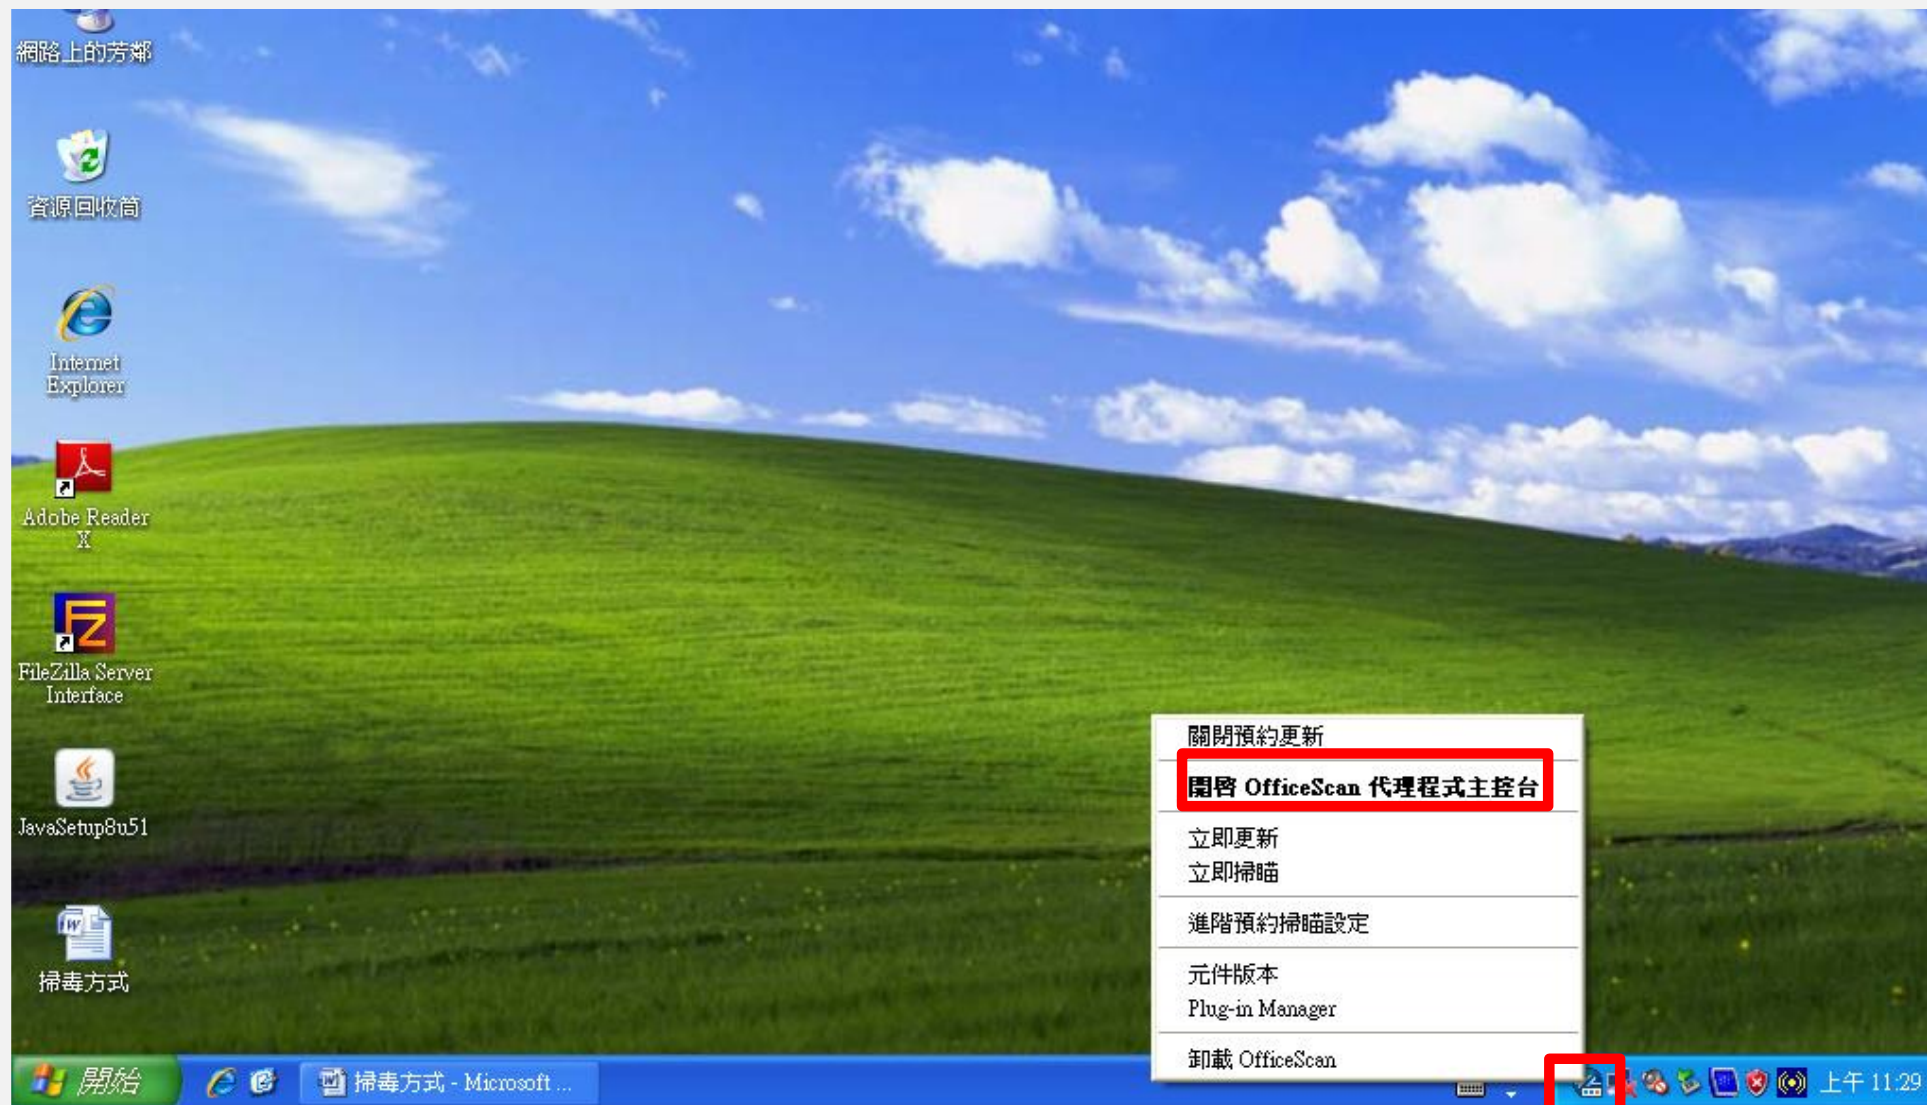 網路上的芳鄰
資源回收筒
Internet
Explorer
Adobe Reader
X
FileZilla Server
Interface
JavaSetup8u51
掃毒方式
關閉預約更新
開啓 OfficeScan 代理程式主控台
立即更新
立即掃瞄
進階預約掃瞄設定
元件版本
Plug-in Manager
卸載 OfficeScan
開始
掃毒方式 - Microsoft ...
上午 11:29